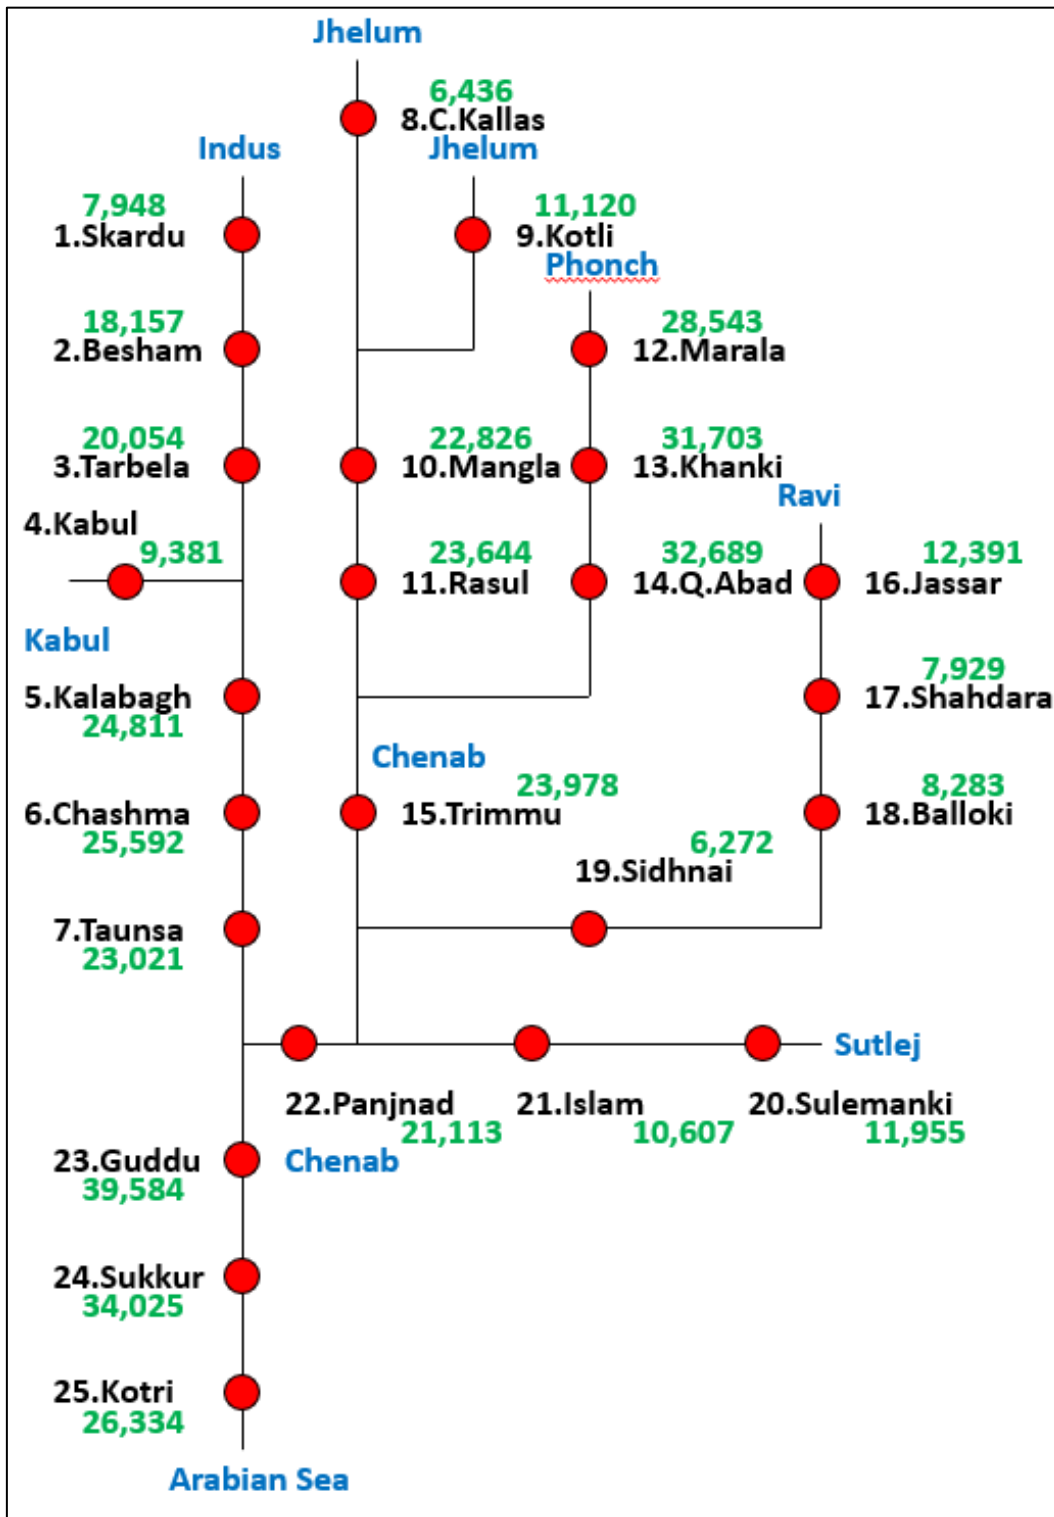 Jhelum
6,436
8.C.Kallas
Indus
Jhelum
7,948
11,120
1.Skardu
9.Kotli
Phonch
18,157
28,543
2.Besham
12.Marala
20,054
22,826
31,703
3.Tarbela
10.Mangla
13.Khanki
Ravi
4.Kabul
9,381
23,644
32,689
12,391
11.Rasul
14.Q.Abad
16.Jassar
Kabul
7,929
5.Kalabagh
17.Shahdara
24,811
Chenab
23,978
8,283
6.Chashma
15.Trimmu
18.Balloki
25,592
6,272
19.Sidhnai
7.Taunsa
23,021
Sutlej
22.Panjnad
21.Islam
20.Sulemanki
21,113
10,607
11,955
23.Guddu
Chenab
39,584
24.Sukkur
34,025
25.Kotri
26,334
Arabian Sea